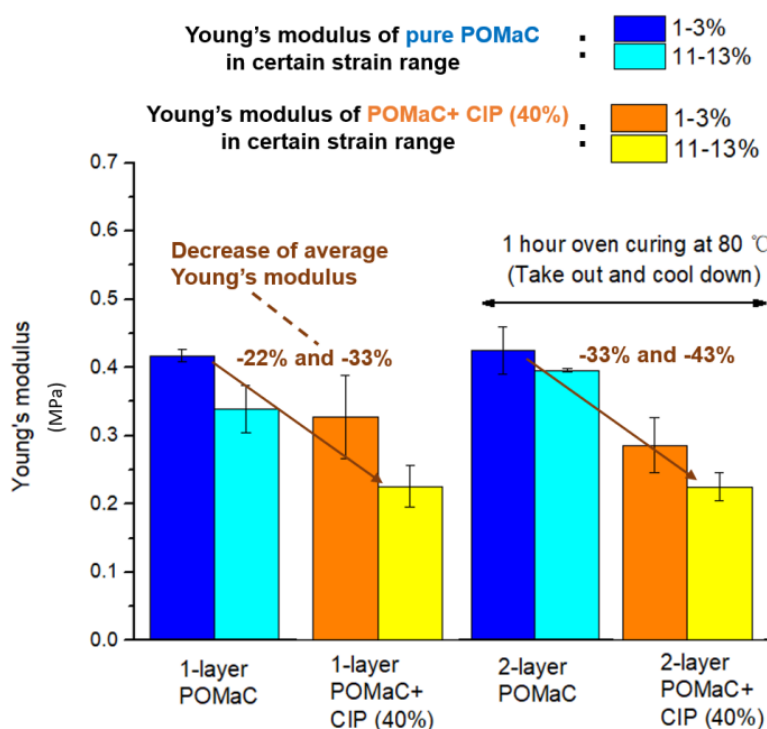 Young's modulus of pure POMaC
in certain strain range
:
1-3%
11-13%
Young's modulus of POMaC+ CIP (40%)
in certain strain range
:
1-3%
11-13%
Young's modulus
(MPa)
0.7
0.6
0.5
0.4
0.3
0.2
0.1
0.0
Decrease of average
Young's modulus
-22% and -33%
1 hour oven curing at 80 ℃
(Take out and cool down)
-33% and -43%
1-layer
POMaC
1-layer
POMaC+
CIP (40%)
2-layer
POMaC
2-layer
POMaC+
CIP (40%)